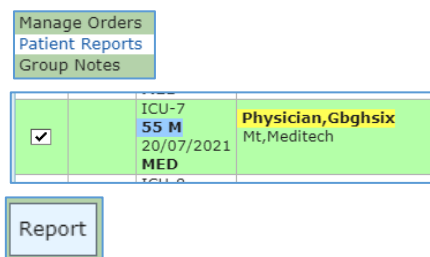 Manage Orders
Patient Reports
Group Notes
ICU-7
55 M
20/07/2021
MED
Physician,Gbghsix
Mt,Meditech
Report